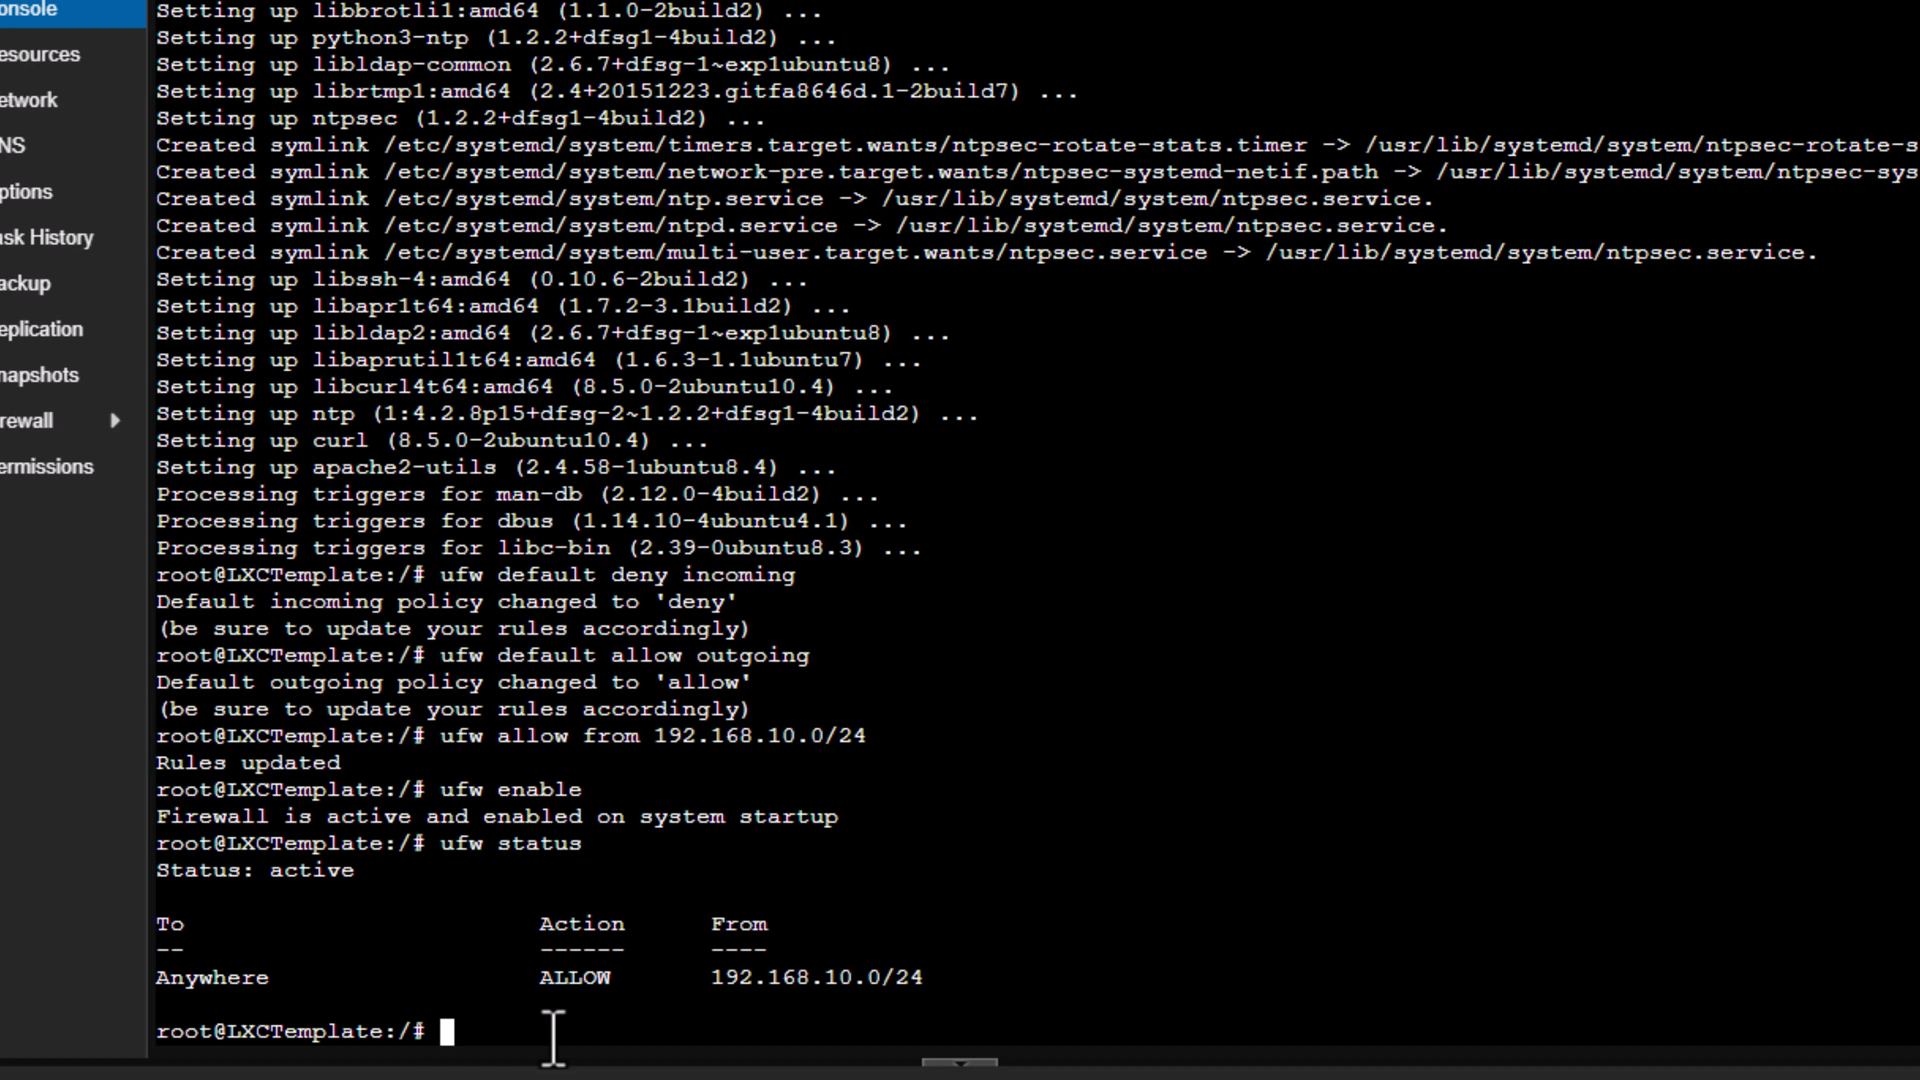 onsole
esources
etwork
NS
ptions
ask History
ackup
eplication
napshots
rewall
ermissions
Setting up libbrotli1:amd64 (1.1.0-2build2) ...
Setting up python3-ntp (1.2.2+dfsg1-4build2) ...
Setting up libldap-common (2.6.7+dfsg-1~exp1ubuntu8) ...
Setting up librtmp1:amd64 (2.4+20151223.gitfa8646d.1-2build7) ...
Setting up ntpsec (1.2.2+dfsg1-4build2) ...
Created symlink /etc/systemd/system/timers.target.wants/ntpsec-rotate-stats.timer -> /usr/lib/systemd/system/ntpsec-rotate-s
Created symlink /etc/systemd/system/network-pre.target.wants/ntpsec-systemd-netif.path -> /usr/lib/systemd/system/ntpsec-sys
Created symlink /etc/systemd/system/ntp.service -> /usr/lib/systemd/system/ntpsec.service.
Created symlink /etc/systemd/system/ntpd.service -> /usr/lib/systemd/system/ntpsec.service.
Created symlink /etc/systemd/system/multi-user.target.wants/ntpsec.service -> /usr/lib/systemd/system/ntpsec.service.
Setting up libssh-4:amd64 (0.10.6-2build2) ...
Setting up libapr1t64:amd64 (1.7.2-3.1build2) ...
Setting up libldap2:amd64 (2.6.7+dfsg-1~exp1ubuntu8) ...
Setting up libaprutil1t64:amd64 (1.6.3-1.1ubuntu7) ...
Setting up libcurl4t64:amd64 (8.5.0-2ubuntu10.4) ...
Setting up ntp (1:4.2.8p15+dfsg-2~1.2.2+dfsg1-4build2) ...
Setting up curl (8.5.0-2ubuntu10.4) ...
Setting up apache2-utils (2.4.58-1ubuntu8.4) ...
Processing triggers for man-db (2.12.0-4build2) ...
Processing triggers for dbus (1.14.10-4ubuntu4.1) ...
Processing triggers for libc-bin (2.39-0ubuntu8.3) ...
root@LXCTemplate:/# ufw default deny incoming
Default incoming policy changed to 'deny'
(be sure to update your rules accordingly)
root@LXCTemplate:/# ufw default allow outgoing
Default outgoing policy changed to 'allow'
(be sure to update your rules accordingly)
root@LXCTemplate:/# ufw allow from 192.168.10.0/24
Rules updated
root@LXCTemplate:/# ufw enable
Firewall is active and enabled on system startup
root@LXCTemplate:/# ufw status
Status: active
To Action From
-- ------ ----
Anywhere ALLOW 192.168.10.0/24
root@LXCTemplate:/#